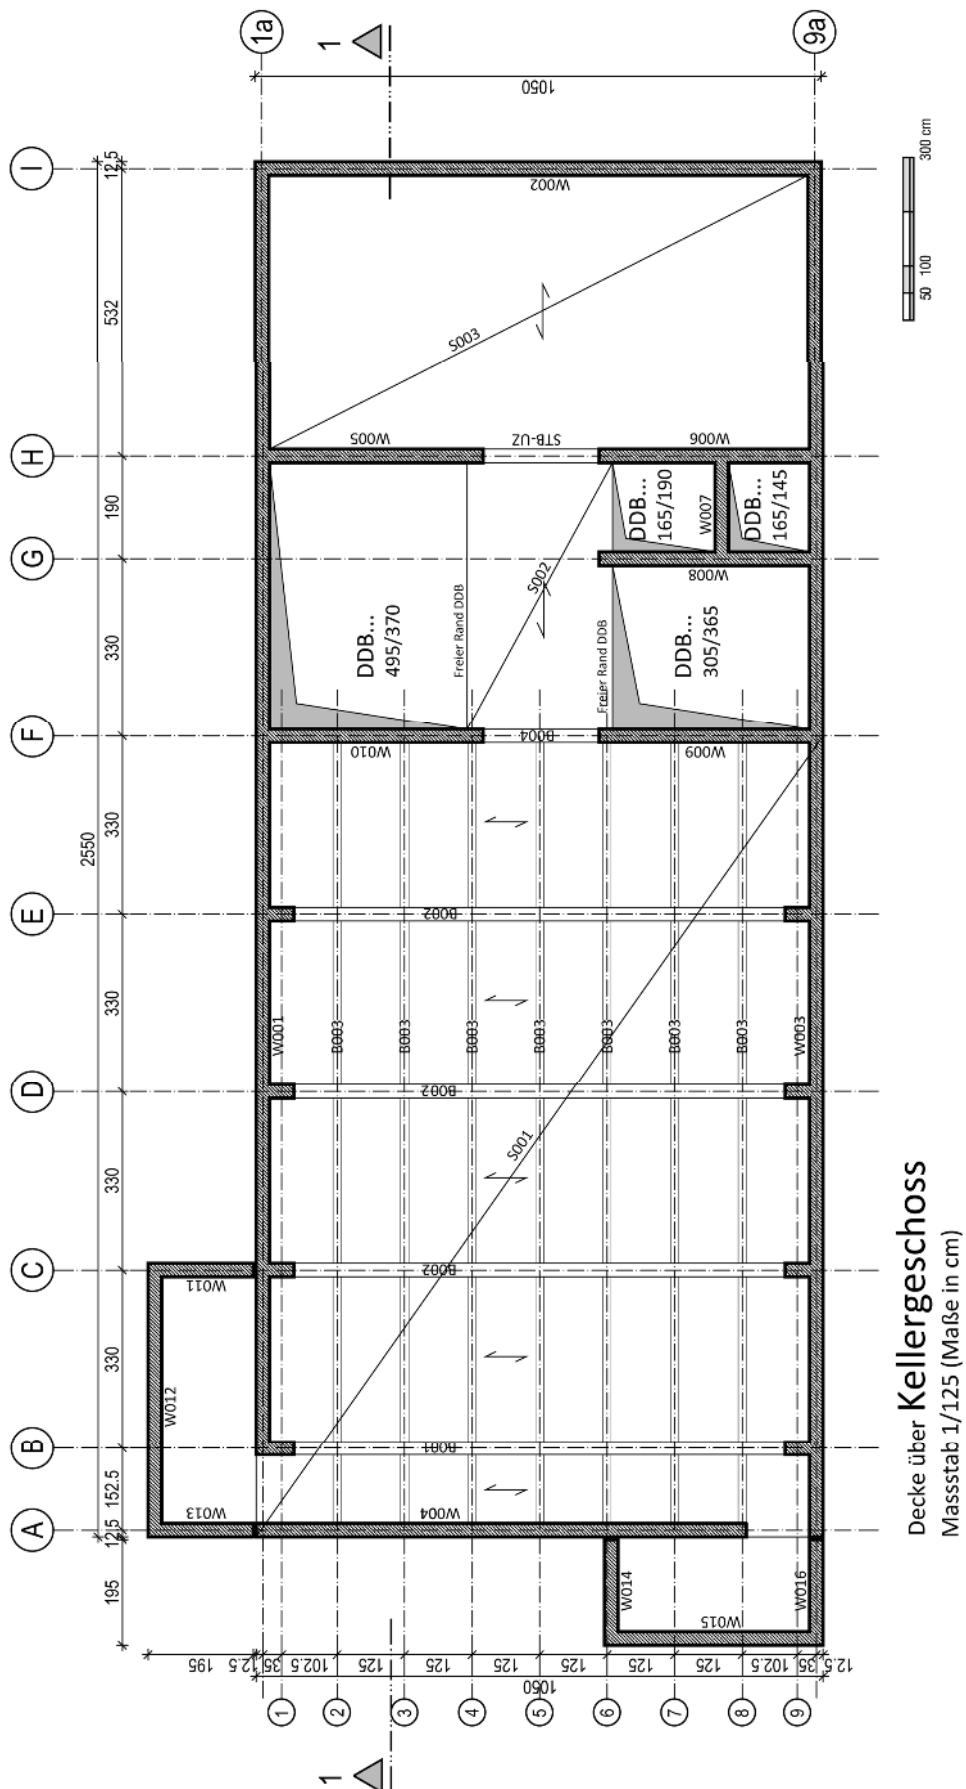 1a
9a
1
1050
I
H
G
F
E
D
C
B
A
12.5
532
190
330
330
330
330
330
152.5
12.5
195
2550
W002
S003
W005
STB-UZ
W006
DDB...
165/190
W007
DDB...
165/145
W008
DDB...
495/370
Freier Rand DDB
S002
Freier Rand DDB
DDB...
305/365
W010
B004
W009
B002
W001
B003
B003
B003
B003
B003
B003
B003
W003
B002
S001
B002
W011
W012
W013
B001
W004
W014
W015
W016
195
12.5
35
102.5
125
125
125
125
125
125
102.5
35
12.5
1050
1
2
3
4
5
6
7
8
9
1
50
100
300 cm
Decke über Kellergeschoss
Massstab 1/125 (Maße in cm)